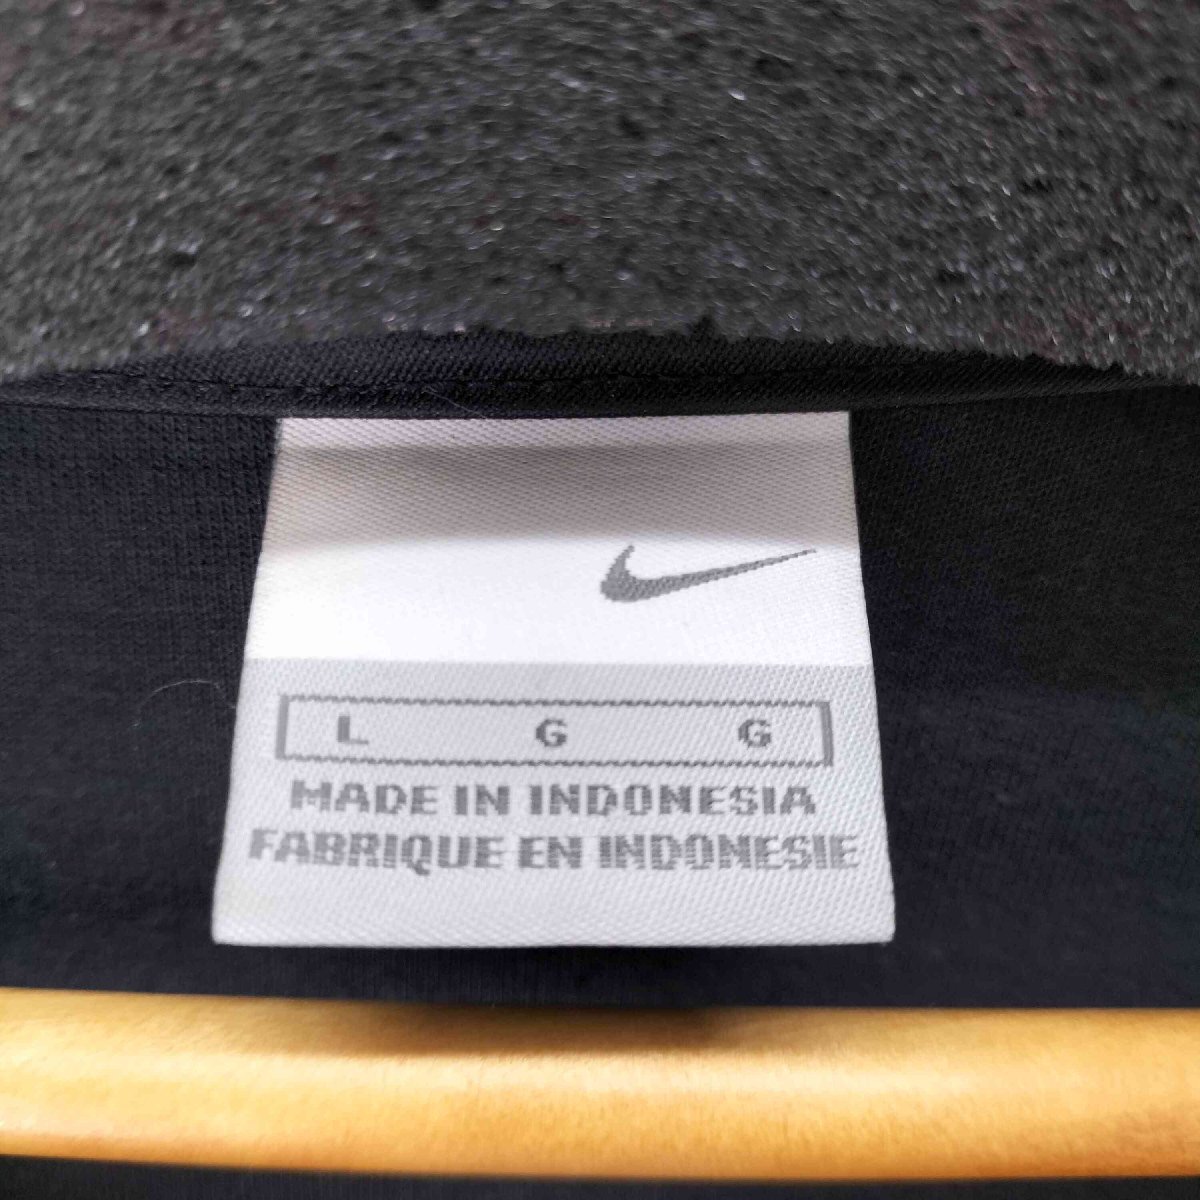 L G G
MADE IN INDONESIA
FABRIQUE EN INDONESIE